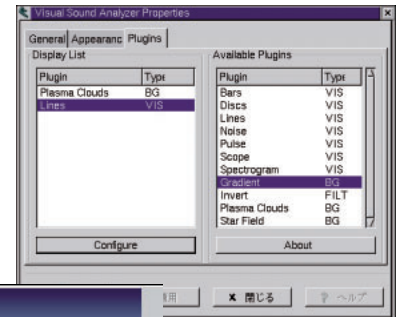 Visual Sound Analyzer Properties
General Appearanc Plugins
Display List
Plugin Type
Plasma Clouds BG
Lines VIS
Configure
Available Plugins
Plugin Type
Bars VIS
Discs VIS
Lines VIS
Noise VIS
Pulse VIS
Scope VIS
Spectrogram VIS
Gradient BG
Invert FILT
Plasma Clouds BG
Star Field BG
About
用 × 閉じる ? ヘルプ